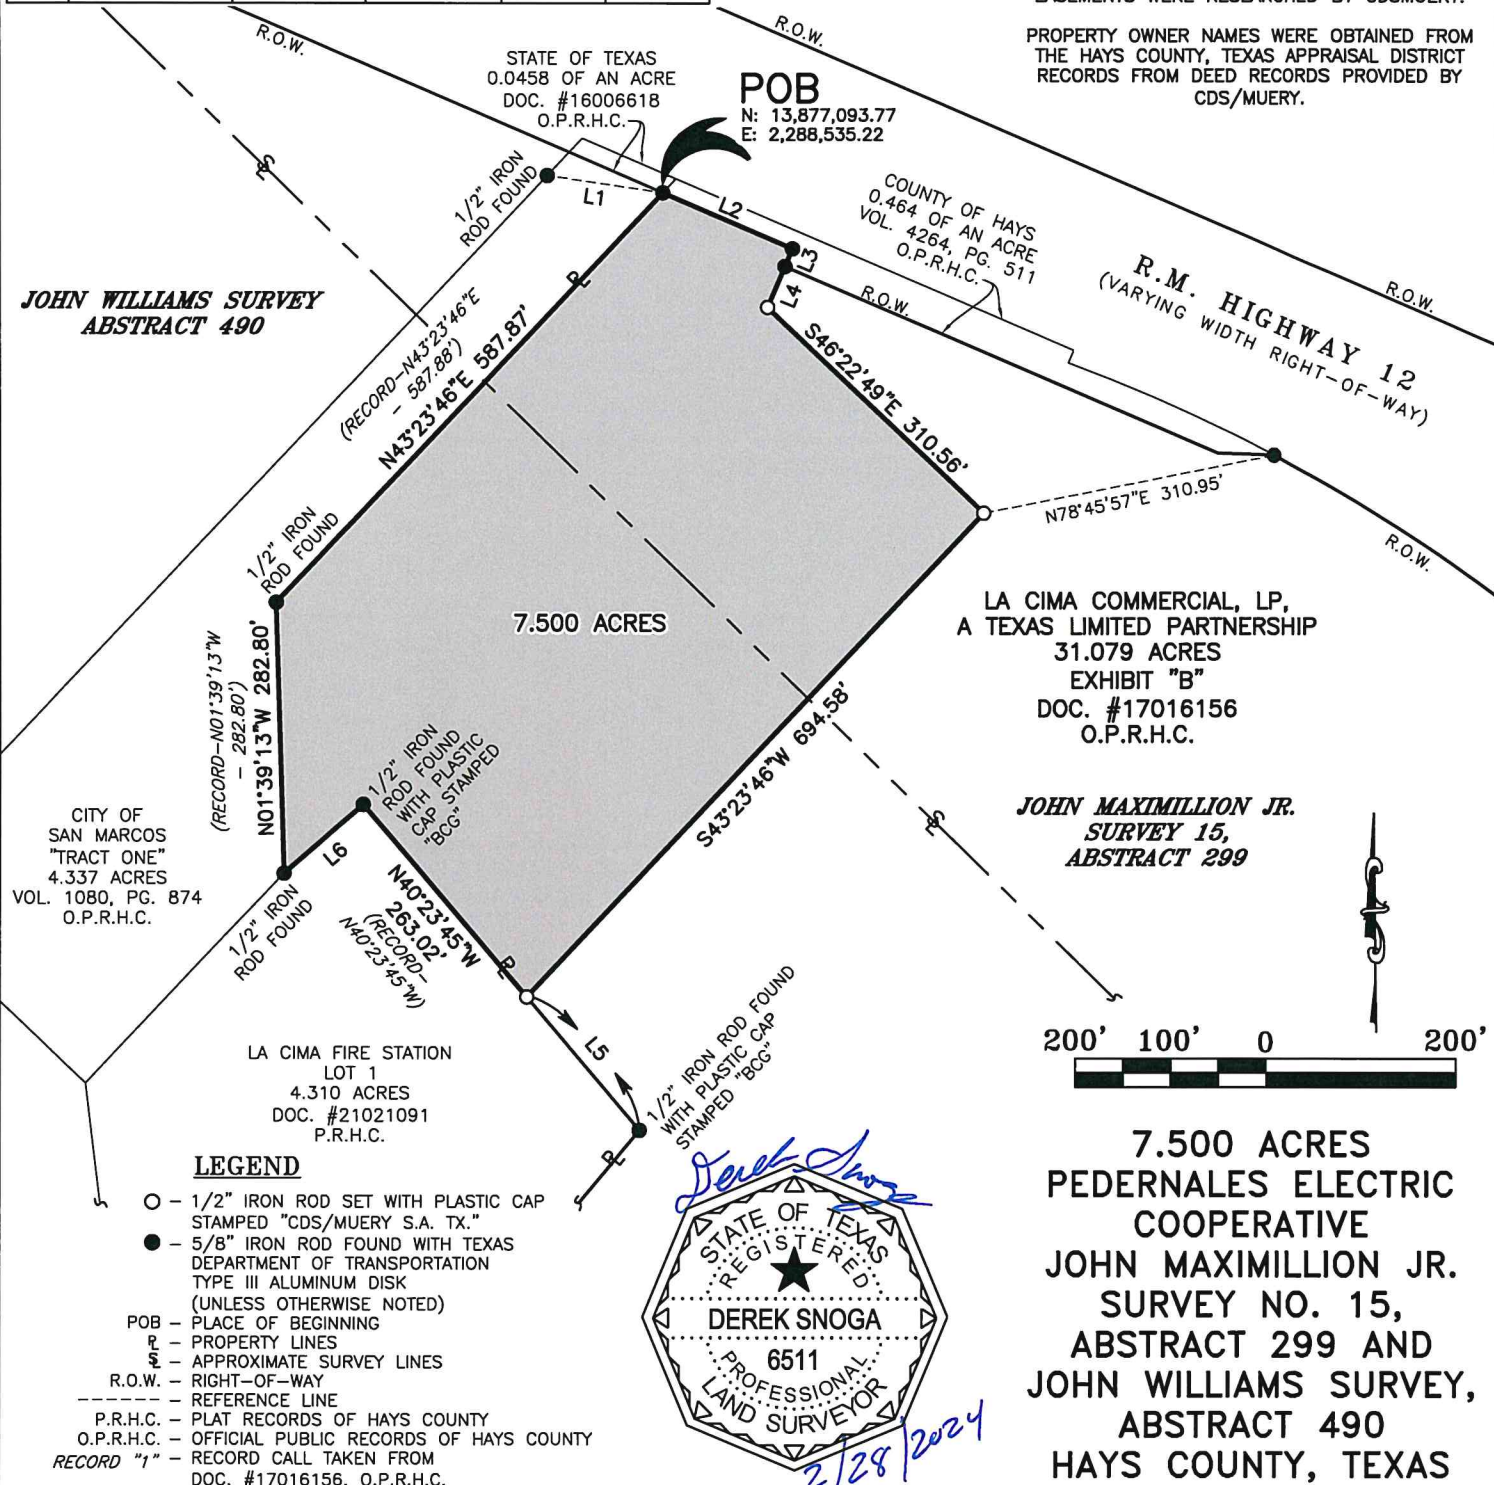 PROPERTY OWNER NAMES WERE OBTAINED FROM
THE HAYS COUNTY, TEXAS APPRAISAL DISTRICT
RECORDS FROM DEED RECORDS PROVIDED BY
CDS/MUERY.
R.O.W.
R.O.W.
STATE OF TEXAS
0.0458 OF AN ACRE
DOC. #16006618
O.P.R.H.C.
POB
N: 13,877,093.77
E: 2,288,535.22
1/2" IRON
ROD FOUND
L1
L2
L3
L4
COUNTY OF HAYS
0.464 OF AN ACRE
VOL. 4264, PG. 511
O.P.R.H.C.
R.O.W.
R.M. HIGHWAY 12
(VARYING WIDTH RIGHT-OF-WAY)
R.O.W.
R.O.W.
JOHN WILLIAMS SURVEY
ABSTRACT 490
(RECORD-N43°23'46"E
- 587.88')
N43°23'46"E 587.87'
S46°22'49"E 310.56'
N78°45'57"E 310.95'
1/2" IRON
ROD FOUND
7.500 ACRES
LA CIMA COMMERCIAL, LP,
A TEXAS LIMITED PARTNERSHIP
31.079 ACRES
EXHIBIT "B"
DOC. #17016156
O.P.R.H.C.
(RECORD-N01°39'13"W
- 282.80')
N01°39'13"W 282.80'
S43°23'46"W 694.58'
1/2" IRON
ROD FOUND
WITH PLASTIC
CAP STAMPED
"BCG"
CITY OF
SAN MARCOS
"TRACT ONE"
4.337 ACRES
VOL. 1080, PG. 874
O.P.R.H.C.
L6
1/2" IRON
ROD FOUND
N40°23'45"W
263.02'
(RECORD-
N40°23'45"W)
JOHN MAXIMILLION JR.
SURVEY 15,
ABSTRACT 299
L5
1/2" IRON ROD FOUND
WITH PLASTIC CAP
STAMPED "BCG"
LA CIMA FIRE STATION
LOT 1
4.310 ACRES
DOC. #21021091
P.R.H.C.
200' 100' 0 200'
LEGEND
○ – 1/2" IRON ROD SET WITH PLASTIC CAP
STAMPED "CDS/MUERY S.A. TX."
● – 5/8" IRON ROD FOUND WITH TEXAS
DEPARTMENT OF TRANSPORTATION
TYPE III ALUMINUM DISK
(UNLESS OTHERWISE NOTED)
POB – PLACE OF BEGINNING
PL – PROPERTY LINES
SL – APPROXIMATE SURVEY LINES
R.O.W. – RIGHT-OF-WAY
------ – REFERENCE LINE
P.R.H.C. – PLAT RECORDS OF HAYS COUNTY
O.P.R.H.C. – OFFICIAL PUBLIC RECORDS OF HAYS COUNTY
RECORD "1" – RECORD CALL TAKEN FROM
DOC. #17016156, O.P.R.H.C.
Derek Snoga
STATE OF TEXAS
REGISTERED
DEREK SNOGA
6511
PROFESSIONAL
LAND SURVEYOR
2/28/2024
7.500 ACRES
PEDERNALES ELECTRIC
COOPERATIVE
JOHN MAXIMILLION JR.
SURVEY NO. 15,
ABSTRACT 299 AND
JOHN WILLIAMS SURVEY,
ABSTRACT 490
HAYS COUNTY, TEXAS